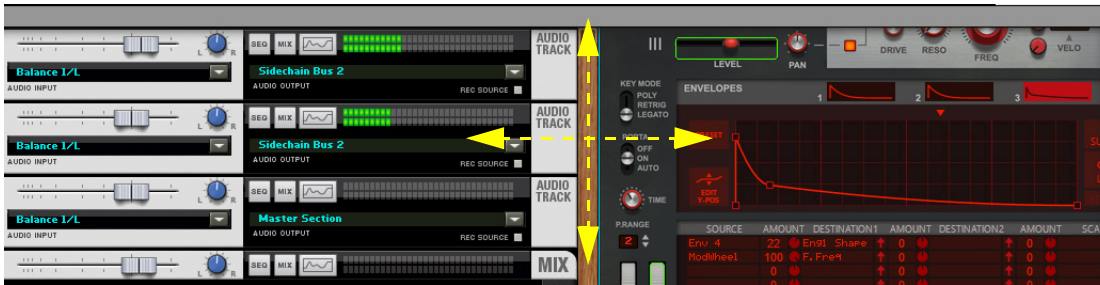 SEQ MIX
AUDIO TRACK
L R
Balance 1/L
AUDIO INPUT
Sidechain Bus 2
AUDIO OUTPUT
REC SOURCE
SEQ MIX
AUDIO TRACK
L R
Balance 1/L
AUDIO INPUT
Sidechain Bus 2
AUDIO OUTPUT
REC SOURCE
SEQ MIX
AUDIO TRACK
L R
Balance 1/L
AUDIO INPUT
Master Section
AUDIO OUTPUT
REC SOURCE
L R
SEQ MIX
MIX
LEVEL
PAN
DRIVE RESO
FREQ
VELO
KEY MODE
POLY
RETRIG
LEGATO
PORTA
OFF
ON
AUTO
TIME
P.RANGE
2
ENVELOPES
1 2 3
PRESET
EDIT
Y-POS
SOURCE AMOUNT DESTINATION1 AMOUNT DESTINATION2 AMOUNT
Env 4 22 Eng1 Shape 0 0
ModWheel 100 F.Freq 0 0
0 0 0
0 0 0